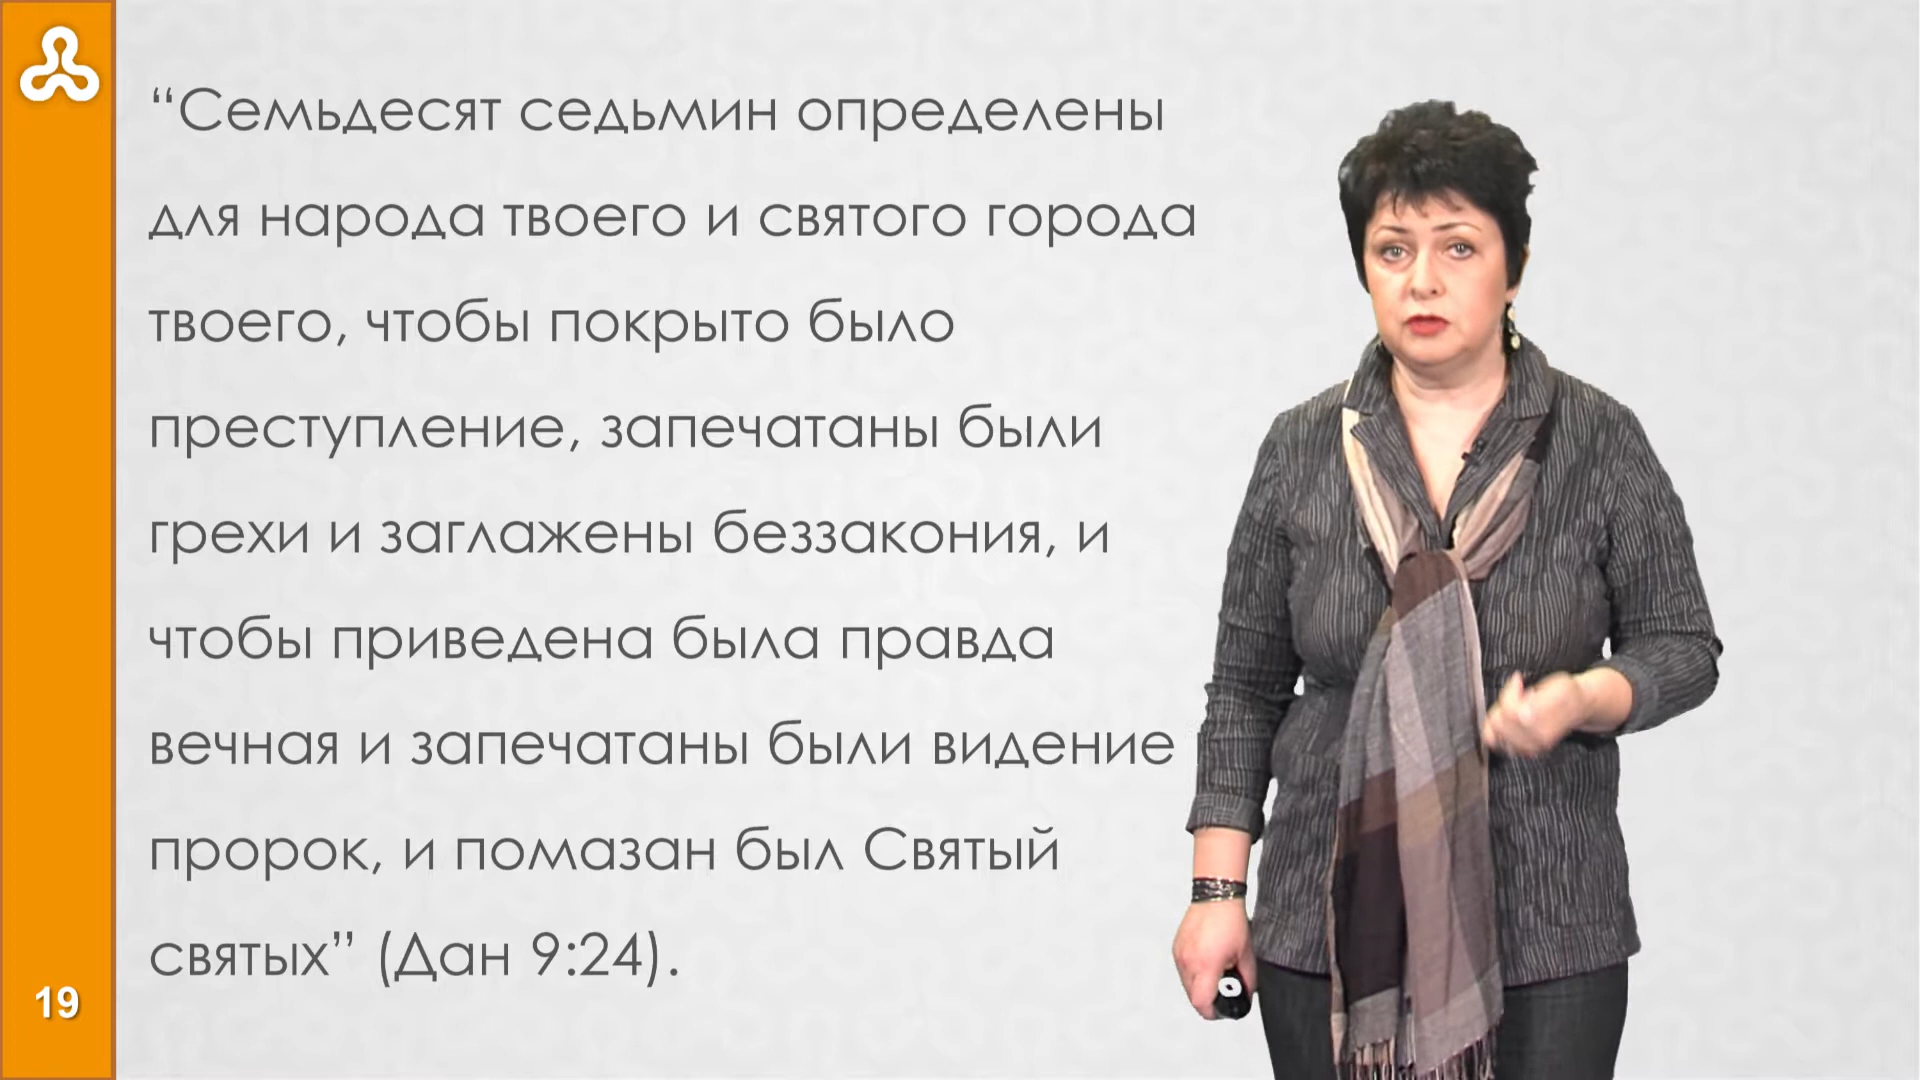 “Семьдесят седьмин определены
для народа твоего и святого города
твоего, чтобы покрыто было
преступление, запечатаны были
грехи и заглажены беззакония, и
чтобы приведена была правда
вечная и запечатаны были видение
пророк, и помазан был Святый
святых” (Дан 9:24).
19